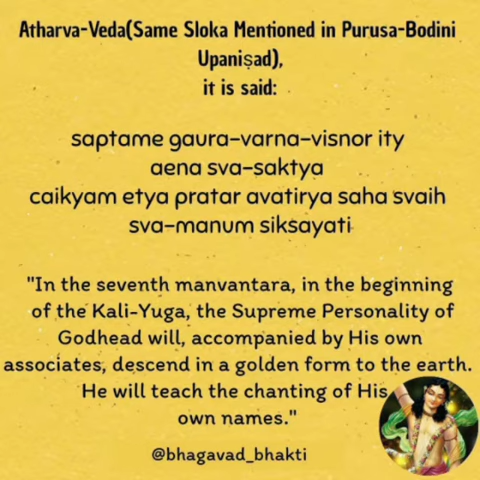 Atharva-Veda(Same Sloka Mentioned in Purusa-Bodini
Upaniṣad),
it is said:
saptame gaura-varna-visnor ity
aena sva-saktya
caikyam etya pratar avatirya saha svaih
sva-manum siksayati
"In the seventh manvantara, in the beginning
of the Kali-Yuga, the Supreme Personality of
Godhead will, accompanied by His own
associates, descend in a golden form to the earth.
He will teach the chanting of His
own names."
@bhagavad_bhakti